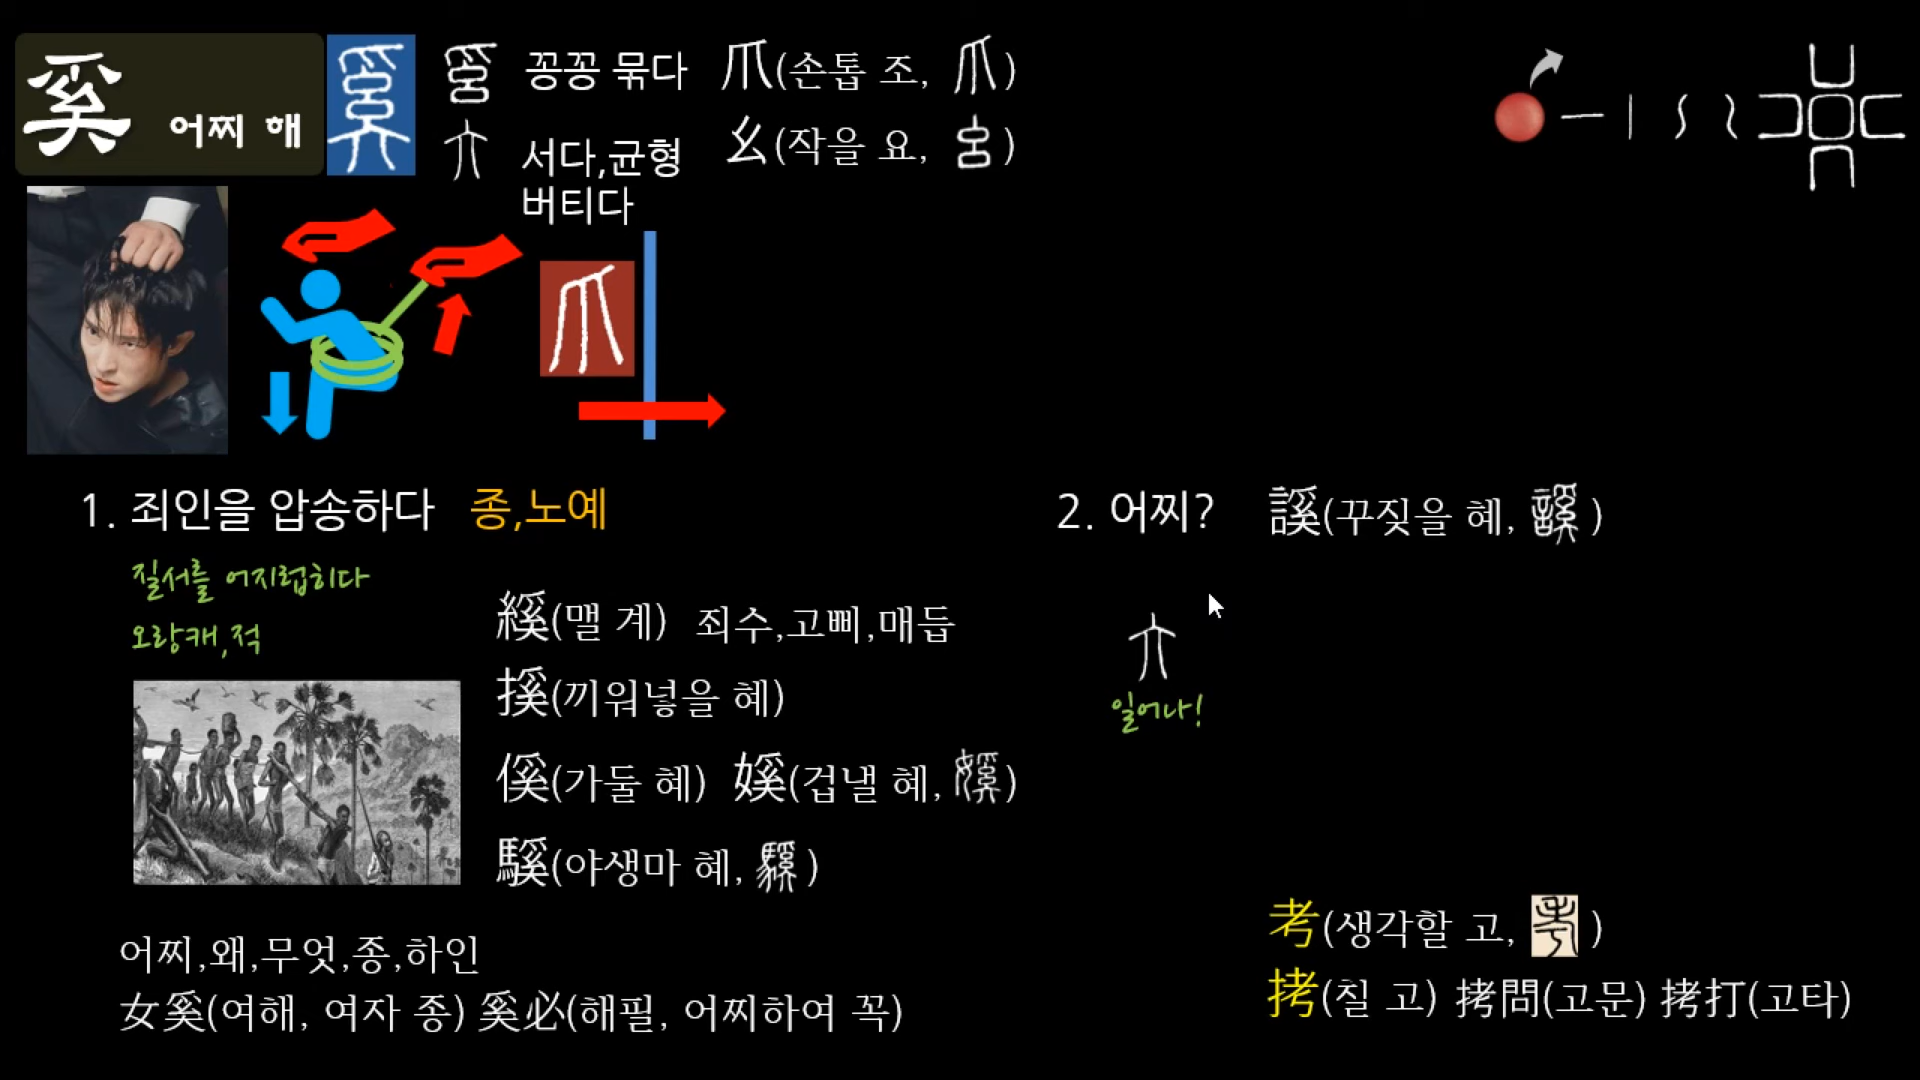 奚 어찌 해
꽁꽁 묶다 爪(손톱 조, 爪)
서다,균형
버티다
幺(작을 요, )
爪
1. 죄인을 압송하다 종,노예
질서를 어지럽히다
오랑캐,적
繇(맬 계) 죄수,고삐,매듭
搎(끼워넣을 혜)
傒(가둘 혜) 嫨(겁낼 혜, )
騱(야생마 혜, )
어찌,왜,무엇,종,하인
女奚(여해, 여자 종) 奚必(해필, 어찌하여 꼭)
2. 어찌? 謑(꾸짖을 혜, )
일어나!
考(생각할 고, )
拷(칠 고) 拷問(고문) 拷打(고타)